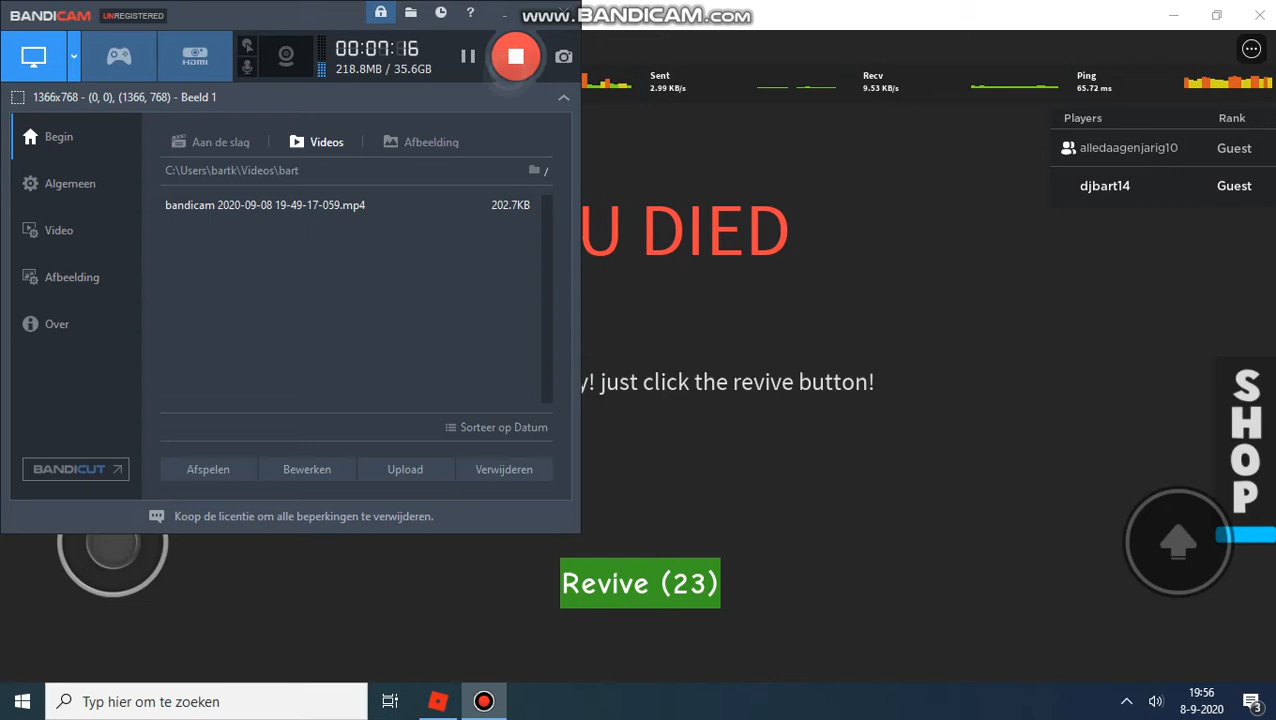 BANDICAM UNREGISTERED
www.BANDICAM.com
00:07:16
HDMI
218.8MB / 35.6GB
Sent
2.99 KB/s
Recv
9.53 KB/s
Ping
65.72 ms
1366x768 - (0, 0), (1366, 768) - Beeld 1
Players Rank
alledaagenjarig10 Guest
djbart14 Guest
Begin
Algemeen
Video
Afbeelding
Over
BANDICUT
Aan de slag
Videos
Afbeelding
C:\Users\bartk\Videos\bart
/
bandicam 2020-09-08 19-49-17-059.mp4 202.7KB
Sorteer op Datum
Afspelen Bewerken Upload Verwijderen
Koop de licentie om alle beperkingen te verwijderen.
U DIED
y! just click the revive button!
SHOP
Revive (23)
Typ hier om te zoeken
19:56
8-9-2020
3